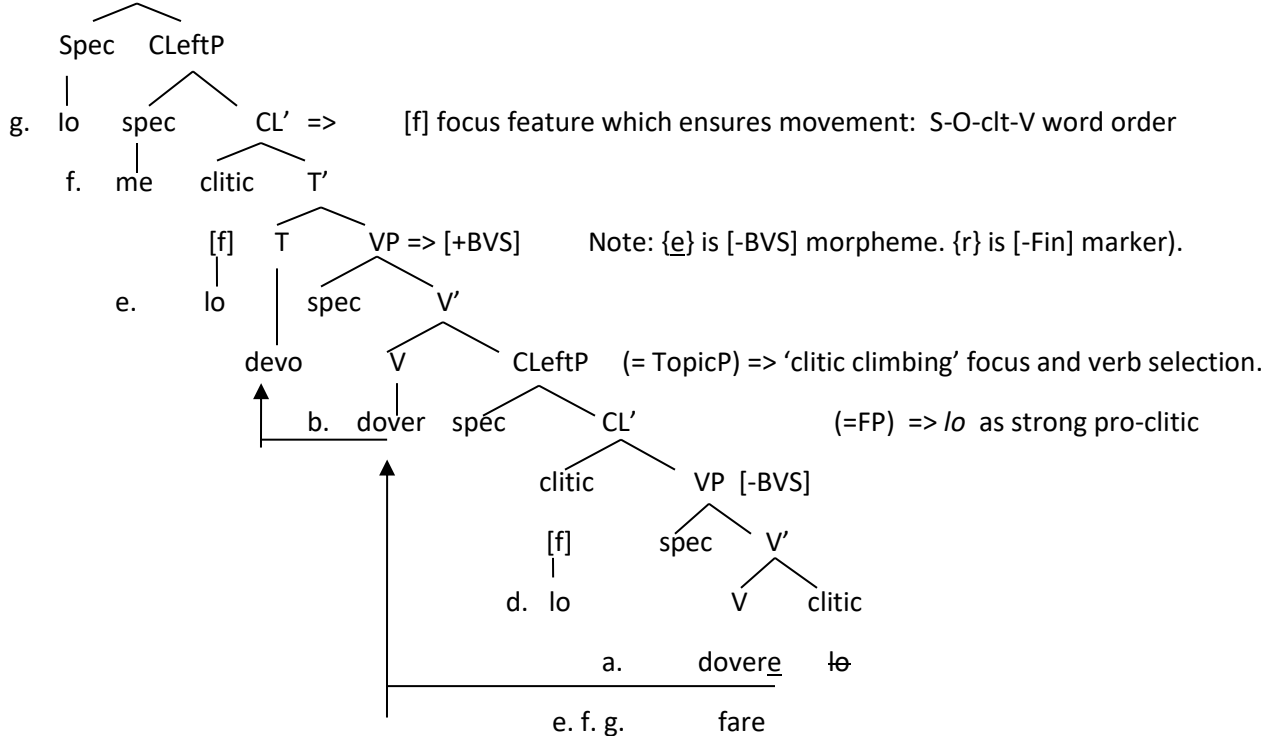 Spec CLeftP
g. Io spec CL’ => [f] focus feature which ensures movement: S-O-clt-V word order
f. me clitic T’
[f] T VP => [+BVS] Note: {e} is [-BVS] morpheme. {r} is [-Fin] marker).
e. lo spec V’
devo V CLeftP (= TopicP) => ‘clitic climbing’ focus and verb selection.
b. dover spec CL’ (=FP) => lo as strong pro-clitic
clitic VP [-BVS]
[f] spec V’
d. lo V clitic
a. dovere lo
e. f. g. fare